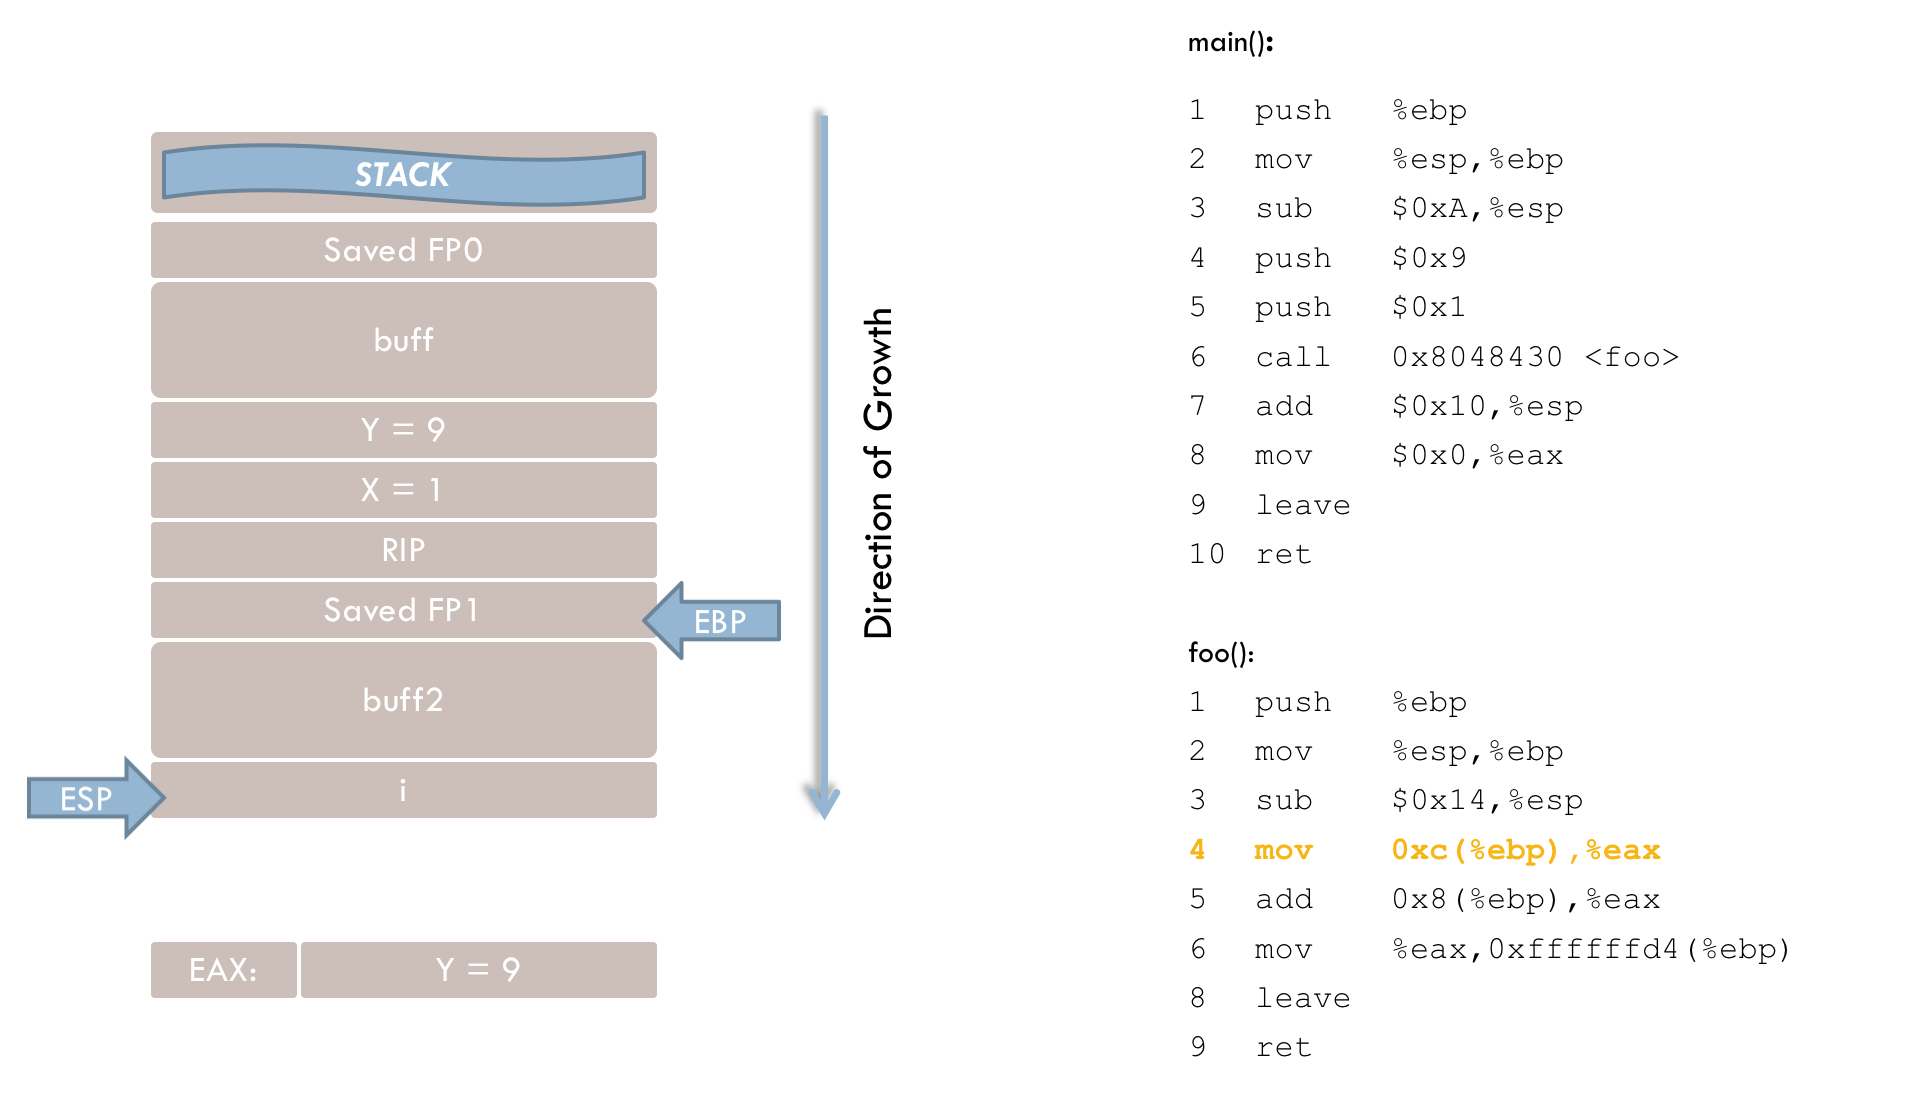 STACK
Saved FP0
buff
Y = 9
X = 1
RIP
Saved FP1
EBP
buff2
ESP
i
EAX:
Y = 9
Direction of Growth
main():
1 push %ebp
2 mov %esp,%ebp
3 sub $0xA,%esp
4 push $0x9
5 push $0x1
6 call 0x8048430 <foo>
7 add $0x10,%esp
8 mov $0x0,%eax
9 leave
10 ret
foo():
1 push %ebp
2 mov %esp,%ebp
3 sub $0x14,%esp
4 mov 0xc(%ebp),%eax
5 add 0x8(%ebp),%eax
6 mov %eax,0xffffffd4(%ebp)
8 leave
9 ret